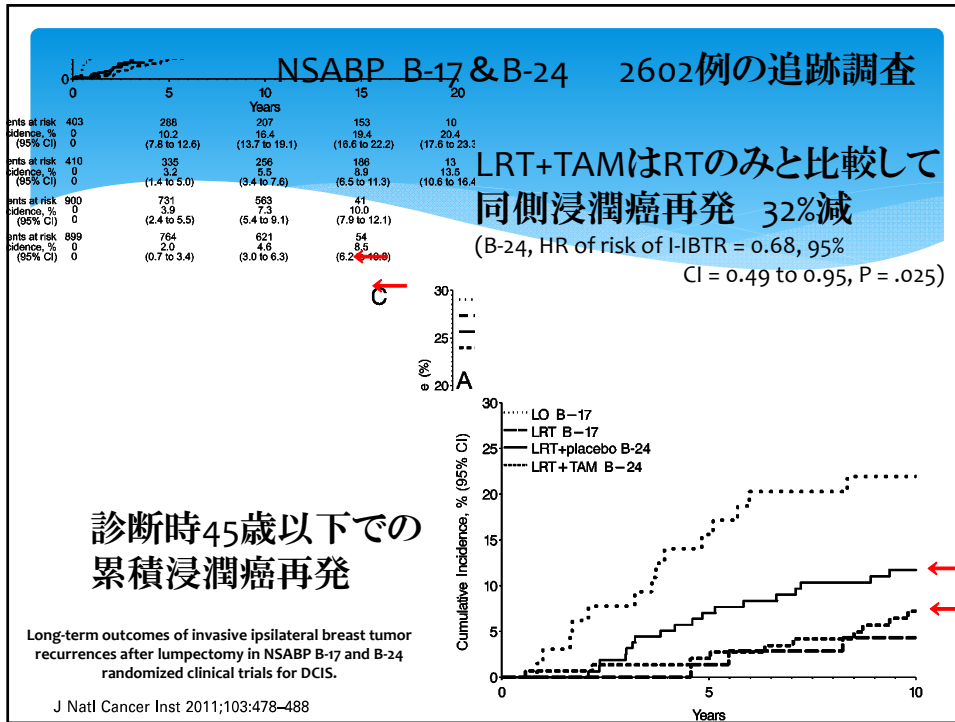 NSABP B-17 & B-24 2602例の追跡調査
0
0 5 10 15 20
Years
ents at risk 403 288 207 153 10
cidence, % 0 10.2 16.4 19.4 20.4
(95% CI) 0 (7.8 to 12.6) (13.7 to 19.1) (16.6 to 22.2) (17.6 to 23.3
ents at risk 410 335 256 186 13
cidence, % 0 3.2 5.5 8.9 13.5
(95% CI) 0 (1.4 to 5.0) (3.4 to 7.6) (6.5 to 11.3) (10.6 to 16.4
ents at risk 900 731 563 41
cidence, % 0 3.9 7.3 10.0
(95% CI) 0 (2.4 to 5.5) (5.4 to 9.1) (7.9 to 12.1)
ents at risk 899 764 621 54
cidence, % 0 2.0 4.6 8.5
(95% CI) 0 (0.7 to 3.4) (3.0 to 6.3) (6.2
LRT+TAMはRTのみと比較して
同側浸潤癌再発 32%減
(B-24, HR of risk of I-IBTR = 0.68, 95%
CI = 0.49 to 0.95, P = .025)
C
30
25
20
e (%)
A
30
25
20
15
10
5
0
Cumulative Incidence, % (95% CI)
LO B-17
LRT B-17
LRT+placebo B-24
LRT+TAM B-24
0 5 10
Years
診断時45歳以下での
累積浸潤癌再発
Long-term outcomes of invasive ipsilateral breast tumor
recurrences after lumpectomy in NSABP B-17 and B-24
randomized clinical trials for DCIS.
J Natl Cancer Inst 2011;103:478–488